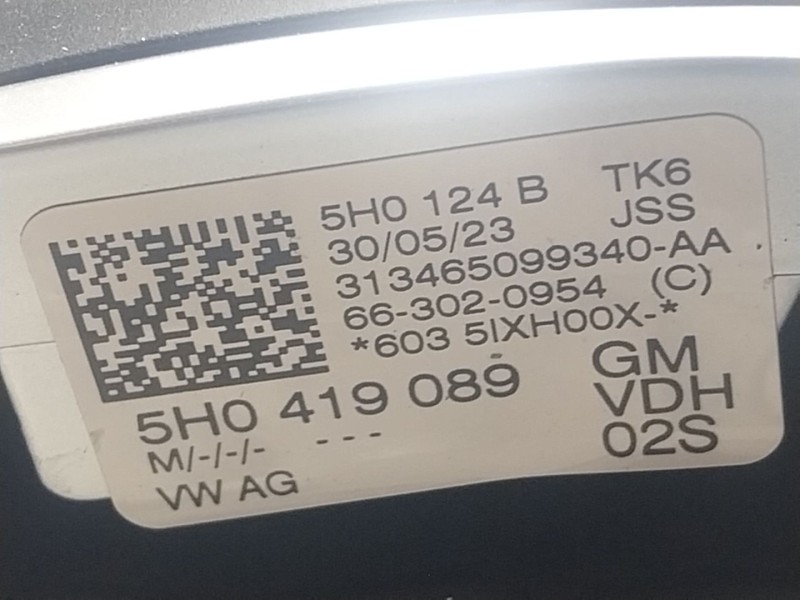 5H0 124 B TK6
30/05/23 JSS
313465099340-AA
66-302-0954 (C)
*603 5IXH00X-*
5H0 419 089 GM
M/-/-/- - - - VDH
VW AG 02S